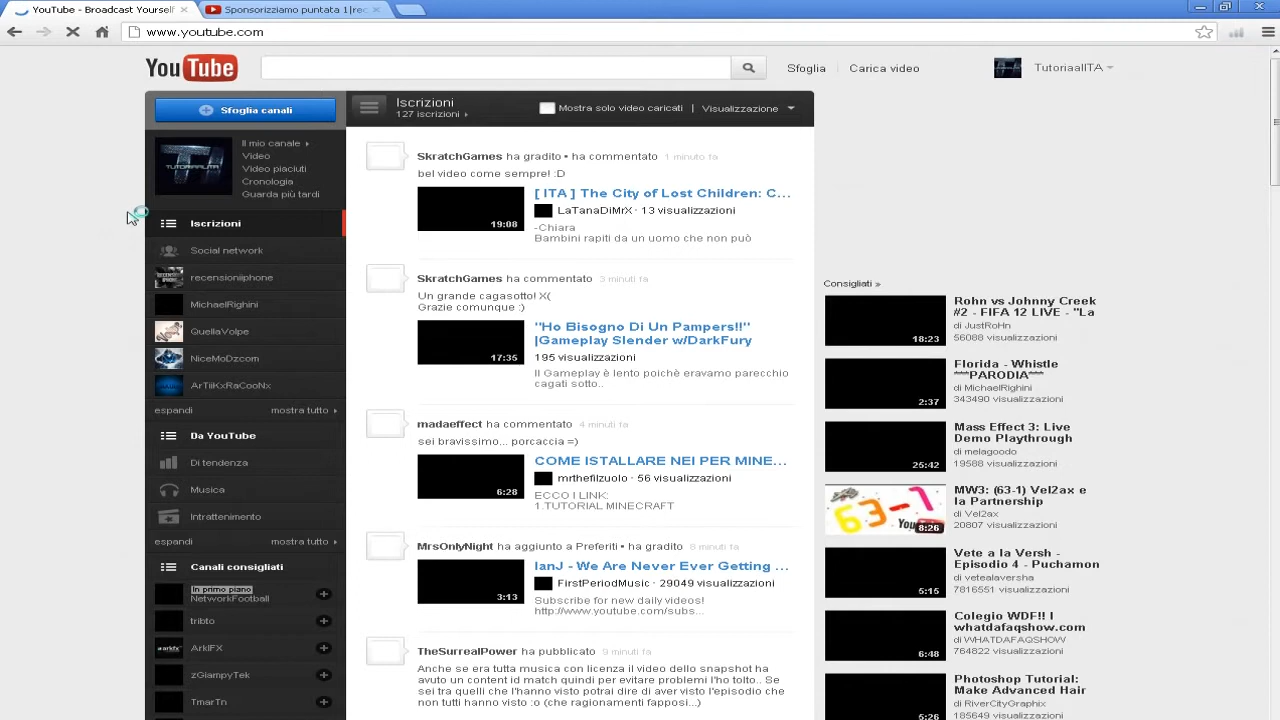 YouTube - Broadcast Yourself
Sponsorizziamo puntata 1|rec
www.youtube.com
YouTube
Sfoglia
Carica video
TutoriaalITA
Sfoglia canali
Il mio canale
Video
Video piaciuti
Cronologia
Guarda più tardi
Iscrizioni
Social network
recensioniiphone
MichaelRighini
QuellaVolpe
NiceMoDzcom
ArTiiKxRaCooNx
espandi
mostra tutto
Da YouTube
Di tendenza
Musica
Intrattenimento
espandi
mostra tutto
Canali consigliati
In primo piano
NetworkFootball
tribto
ArkIFX
zGlampyTek
TmarTn
Iscrizioni
127 iscrizioni
Mostra solo video caricati
Visualizzazione
SkratchGames ha gradito • ha commentato 1 minuto fa
bel video come sempre! :D
[ ITA ] The City of Lost Children: C...
LaTanaDiMrX · 13 visualizzazioni
-Chiara
Bambini rapiti da un uomo che non può
19:08
SkratchGames ha commentato 3 minuti fa
Un grande cagasotto! X(
Grazie comunque :)
"Ho Bisogno Di Un Pampers!!"
|Gameplay Slender w/DarkFury
195 visualizzazioni
Il Gameplay è lento poichè eravamo parecchio
cagati sotto..
17:35
madaeffect ha commentato 4 minuti fa
sei bravissimo... porcaccia =)
COME ISTALLARE NEI PER MINE...
mrthefilzuolo · 56 visualizzazioni
ECCO I LINK:
1.TUTORIAL MINECRAFT
6:28
MrsOnlyNight ha aggiunto a Preferiti • ha gradito 8 minuti fa
IanJ - We Are Never Ever Getting ...
FirstPeriodMusic · 29049 visualizzazioni
Subscribe for new daily videos!
http://www.youtube.com/subs...
3:13
TheSurrealPower ha pubblicato 9 minuti fa
Anche se era tutta musica con licenza il video dello snapshot ha
avuto un content id match quindi per evitare problemi l'ho tolto.. Se
sei tra quelli che l'hanno visto potrai dire d'aver visto l'episodio che
non tutti hanno visto :o (che ragionamenti fapposi...)
Consigliati »
Rohn vs Johnny Creek
#2 - FIFA 12 LIVE - "La
di JustRoHn
56088 visualizzazioni
18:23
Florida - Whistle
***PARODIA***
di MichaelRighini
343490 visualizzazioni
2:37
Mass Effect 3: Live
Demo Playthrough
di melagoodo
19588 visualizzazioni
25:42
MW3: (63-1) Vel2ax e
la Partnership
di Vel2ax
20807 visualizzazioni
63-1
8:26
Vete a la Versh -
Episodio 4 - Puchamon
di vetealaversha
7816551 visualizzazioni
5:15
Colegio WDF!! I
whatdafaqshow.com
di WHATDAFAQSHOW
764822 visualizzazioni
6:48
Photoshop Tutorial:
Make Advanced Hair
di RiverCityGraphix
185649 visualizzazioni
5:26